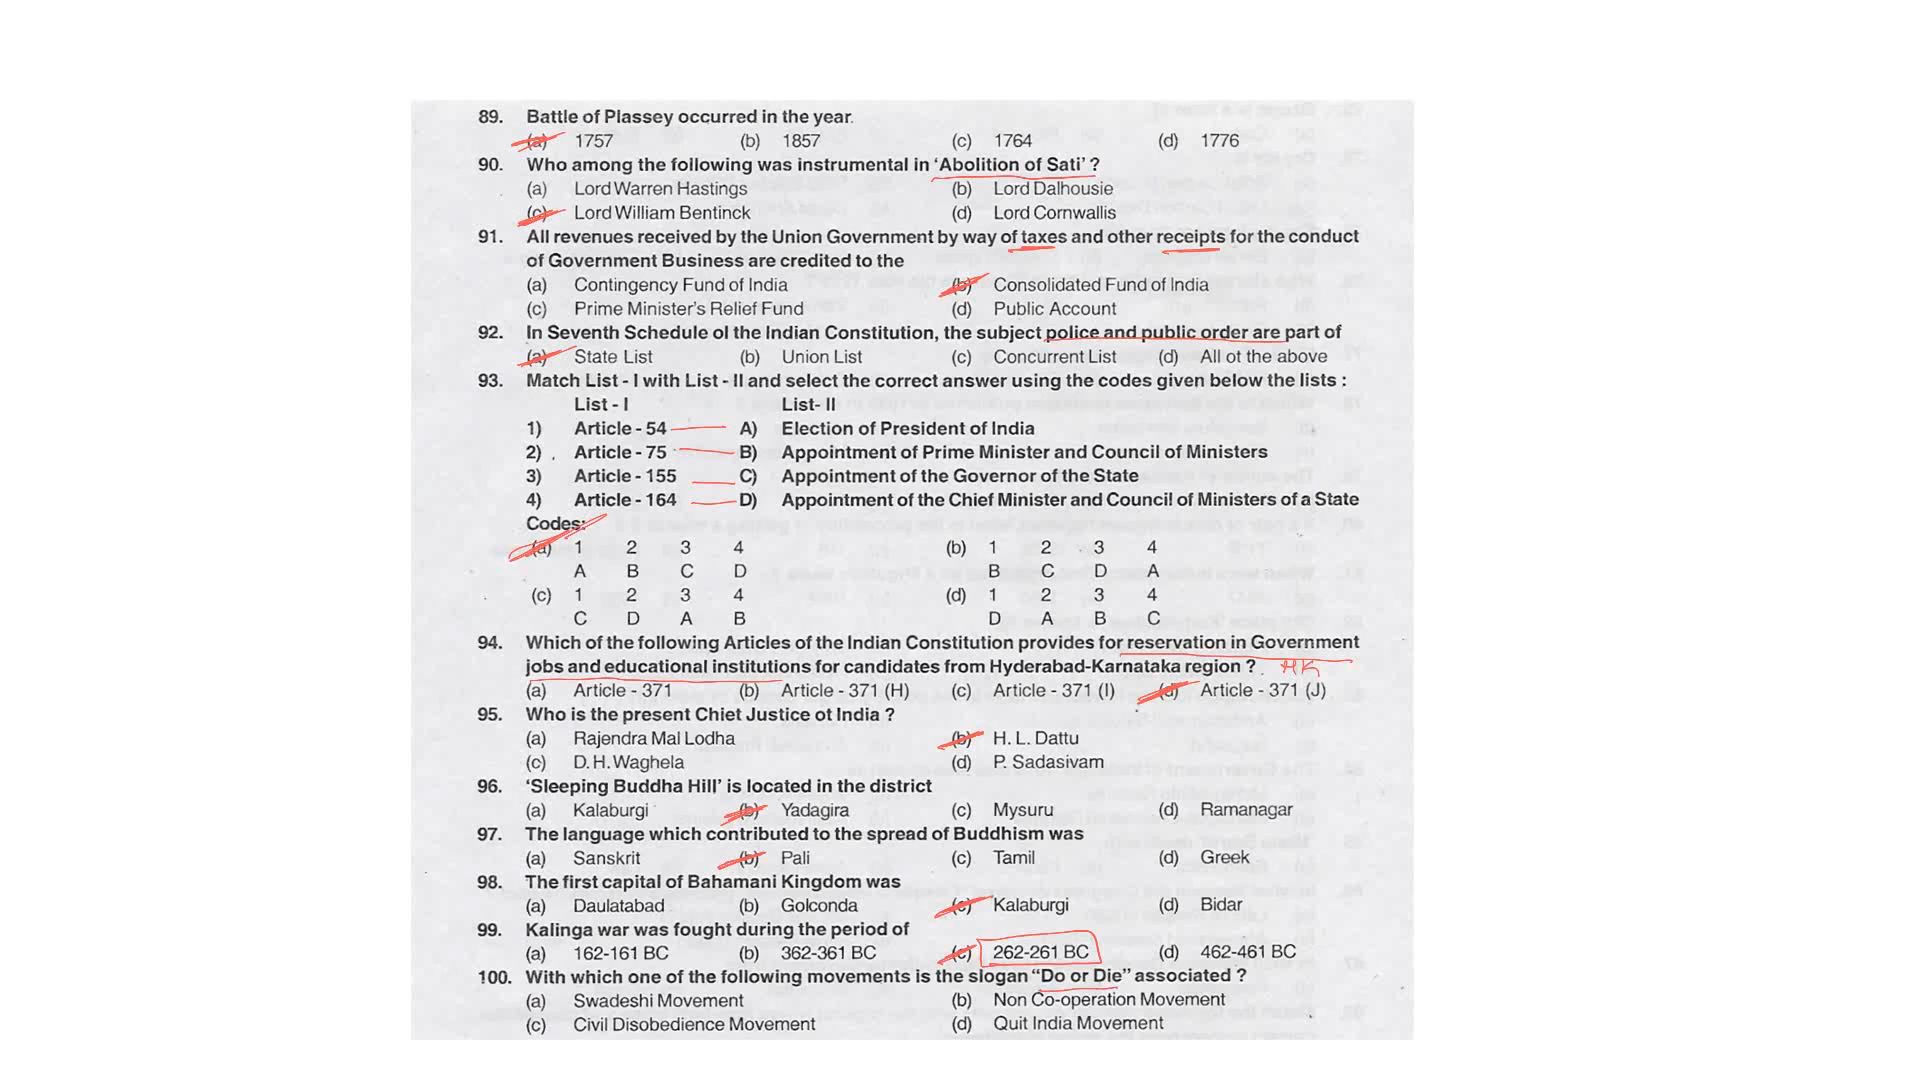 89. Battle of Plassey occurred in the year.
(a) 1757 (b) 1857 (c) 1764 (d) 1776
90. Who among the following was instrumental in ‘Abolition of Sati’ ?
(a) Lord Warren Hastings (b) Lord Dalhousie
(c) Lord William Bentinck (d) Lord Cornwallis
91. All revenues received by the Union Government by way of taxes and other receipts for the conduct
of Government Business are credited to the
(a) Contingency Fund of India (b) Consolidated Fund of India
(c) Prime Minister’s Relief Fund (d) Public Account
92. In Seventh Schedule of the Indian Constitution, the subject police and public order are part of
(a) State List (b) Union List (c) Concurrent List (d) All of the above
93. Match List - I with List - II and select the correct answer using the codes given below the lists :
List - I List- II
1) Article - 54 A) Election of President of India
2) Article - 75 B) Appointment of Prime Minister and Council of Ministers
3) Article - 155 C) Appointment of the Governor of the State
4) Article - 164 D) Appointment of the Chief Minister and Council of Ministers of a State
Codes:
(a) 1 2 3 4 (b) 1 2 3 4
A B C D B C D A
(c) 1 2 3 4 (d) 1 2 3 4
C D A B D A B C
94. Which of the following Articles of the Indian Constitution provides for reservation in Government
jobs and educational institutions for candidates from Hyderabad-Karnataka region ? HK
(a) Article - 371 (b) Article - 371 (H) (c) Article - 371 (I) (d) Article - 371 (J)
95. Who is the present Chief Justice of India ?
(a) Rajendra Mal Lodha (b) H. L. Dattu
(c) D. H. Waghela (d) P. Sadasivam
96. ‘Sleeping Buddha Hill’ is located in the district
(a) Kalaburgi (b) Yadagira (c) Mysuru (d) Ramanagar
97. The language which contributed to the spread of Buddhism was
(a) Sanskrit (b) Pali (c) Tamil (d) Greek
98. The first capital of Bahamani Kingdom was
(a) Daulatabad (b) Golconda (c) Kalaburgi (d) Bidar
99. Kalinga war was fought during the period of
(a) 162-161 BC (b) 362-361 BC (c) 262-261 BC (d) 462-461 BC
100. With which one of the following movements is the slogan “Do or Die” associated ?
(a) Swadeshi Movement (b) Non Co-operation Movement
(c) Civil Disobedience Movement (d) Quit India Movement